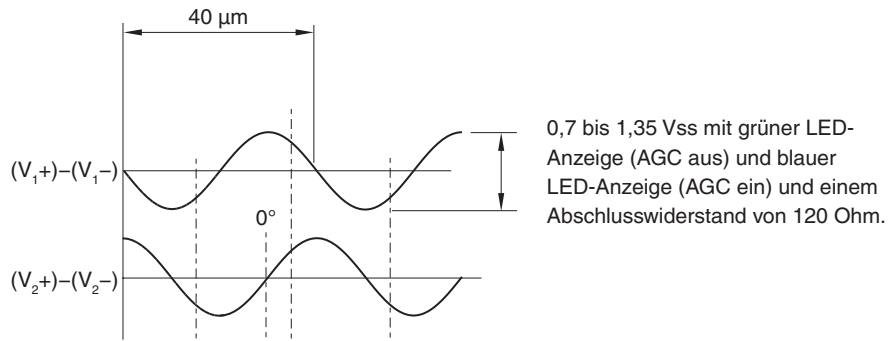 40 µm
0,7 bis 1,35 Vss mit grüner LED-
Anzeige (AGC aus) und blauer
LED-Anzeige (AGC ein) und einem
Abschlusswiderstand von 120 Ohm.
(V₁+)–(V₁–)
0°
(V₂+)–(V₂–)